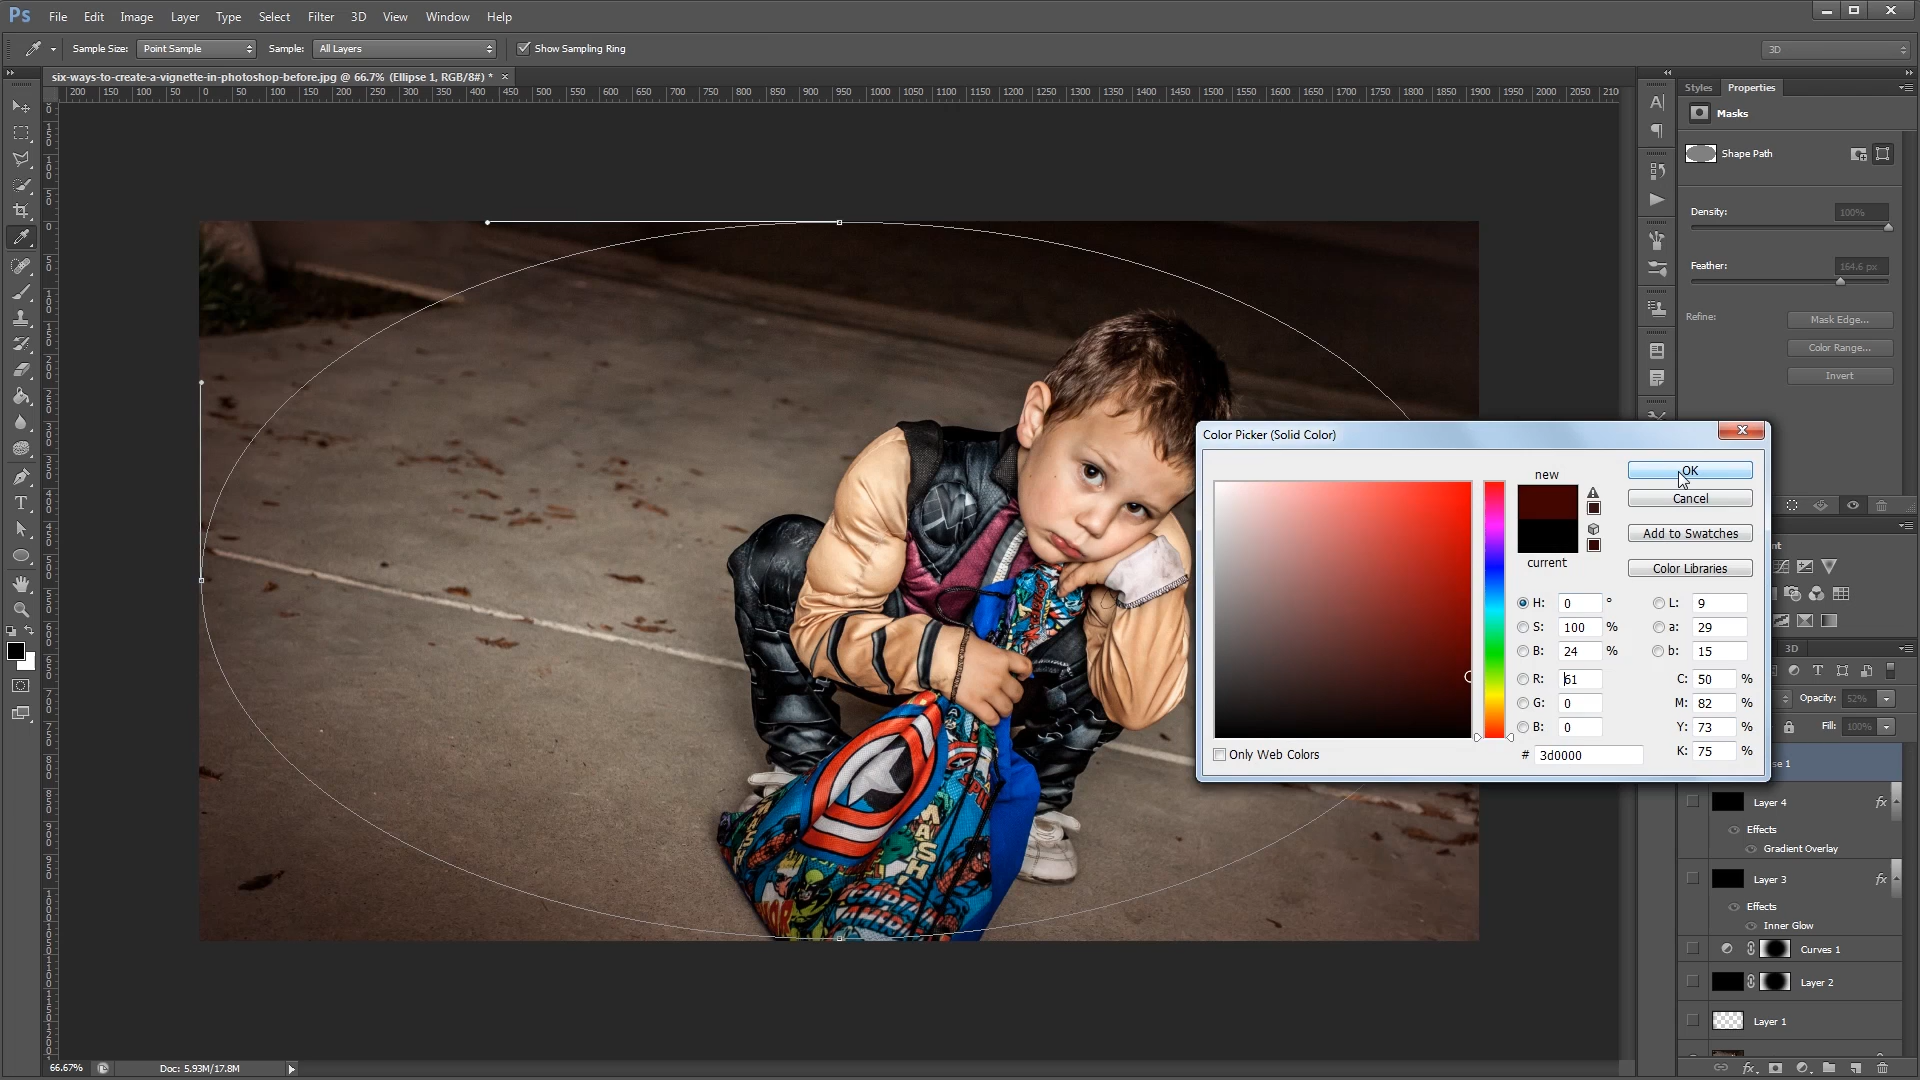 Ps File Edit Image Layer Type Select Filter 3D View Window Help
Sample Size: Point Sample Sample: All Layers Show Sampling Ring 3D
six-ways-to-create-a-vignette-in-photoshop-before.jpg @ 66.7% (Ellipse 1, RGB/8#) *
200 150 100 50 0 50 100 150 200 250 300 350 400 450 500 550 600 650 700 750 800 850 900 950 1000 1050 1100 1150 1200 1250 1300 1350 1400 1450 1500 1550 1600 1650 1700 1750 1800 1850 1900 1950 2000 2050 210
Styles Properties
Masks
Shape Path
Density: 100%
Feather: 164.6 px
Refine: Mask Edge...
Color Range...
Invert
Color Picker (Solid Color)
new
current
OK
Cancel
Add to Swatches
Color Libraries
H: 0 °
S: 100 %
B: 24 %
R: 61
G: 0
B: 0
L: 9
a: 29
b: 15
C: 50 %
M: 82 %
Y: 73 %
K: 75 %
Only Web Colors
# 3d0000
nt
3D
Opacity: 52%
Fill: 100%
se 1
Layer 4 fx
Effects
Gradient Overlay
Layer 3 fx
Effects
Inner Glow
Curves 1
Layer 2
Layer 1
SMASH!
66.67% Doc: 5.93M/17.8M